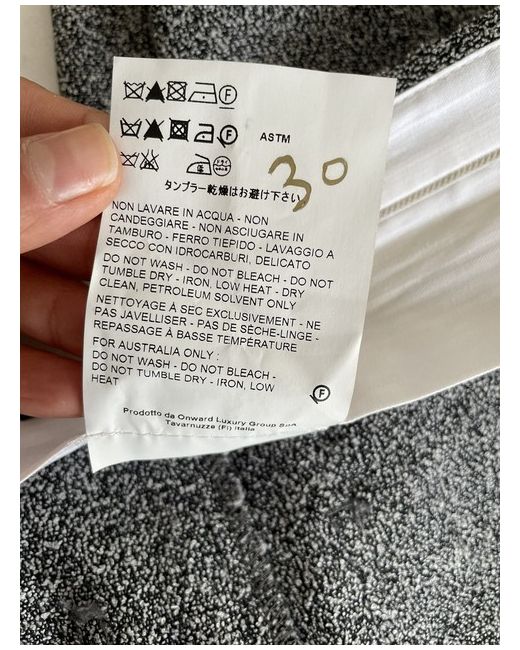 F
F ASTM
ドライ
30
タンブラー乾燥はお避け下さい
NON LAVARE IN ACQUA - NON
CANDEGGIARE - NON ASCIUGARE IN
TAMBURO - FERRO TIEPIDO - LAVAGGIO A
SECCO CON IDROCARBURI, DELICATO
DO NOT WASH - DO NOT BLEACH - DO NOT
TUMBLE DRY - IRON, LOW HEAT - DRY
CLEAN, PETROLEUM SOLVENT ONLY
NETTOYAGE À SEC EXCLUSIVEMENT - NE
PAS JAVELLISER - PAS DE SÈCHE-LINGE -
REPASSAGE À BASSE TEMPÉRATURE
FOR AUSTRALIA ONLY :
DO NOT WASH - DO NOT BLEACH -
DO NOT TUMBLE DRY - IRON, LOW
HEAT
F
Prodotto da Onward Luxury Group SpA
Tavarnuzze (Fi) Italia